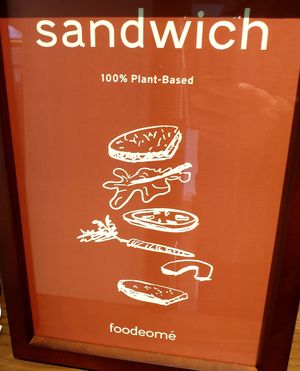 sandwich
100% Plant-Based
foodeomé